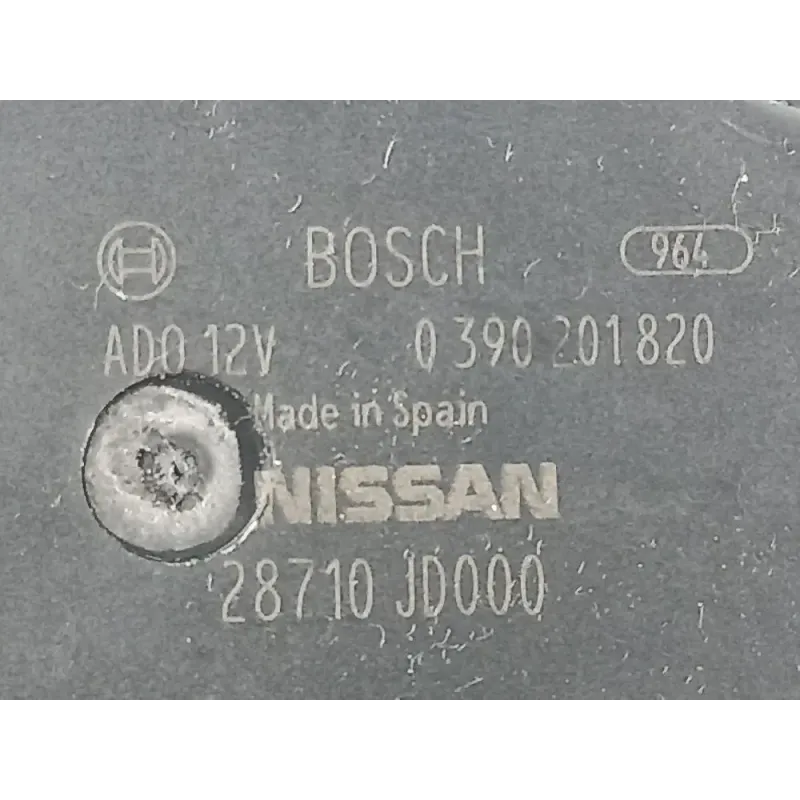 BOSCH 964
ADO 12V 0 390 201 820
Made in Spain
NISSAN
28710 JD000